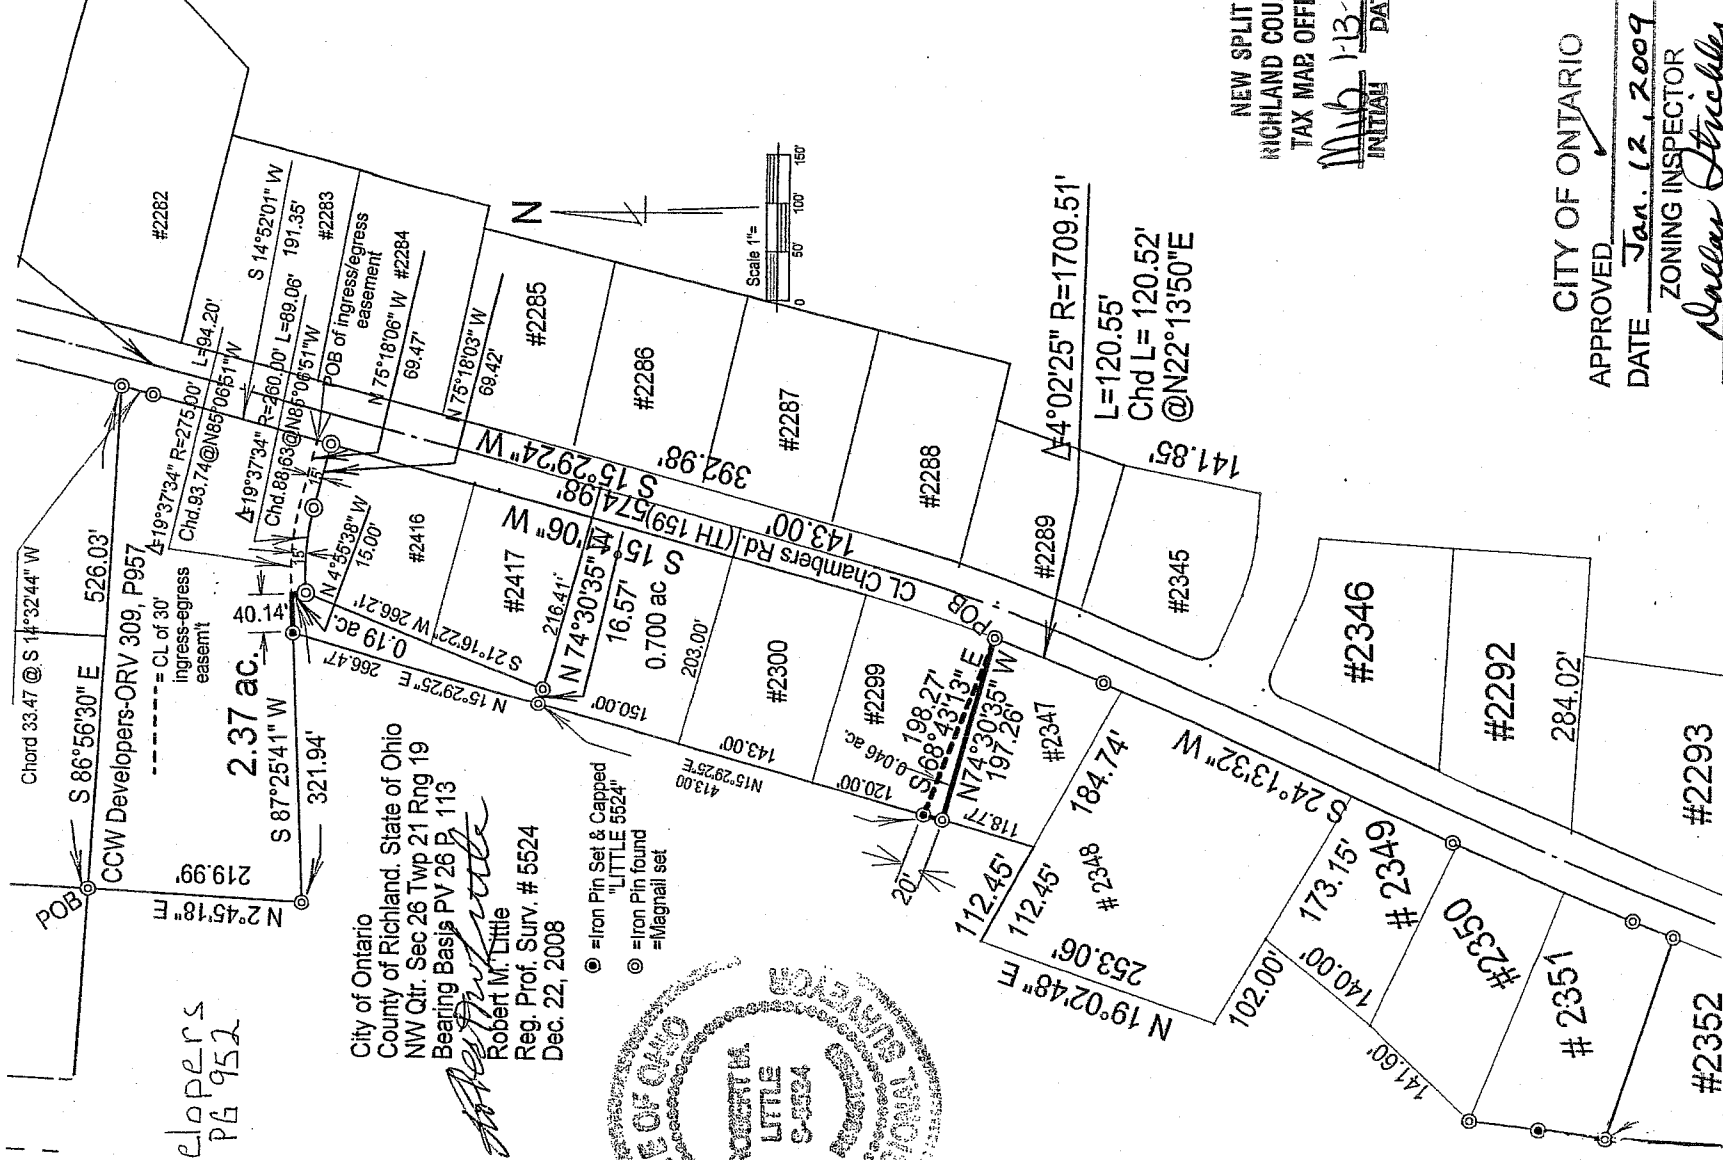 Chord 33.47 @ S 14°32'44" W
S 86°56'30" E 526.03'
CCW Developers-ORV 309, P957
------ = CL of 30'
ingress-egress
easem't
2.37 ac.
40.14'
S 87°25'41" W
321.94'
POB
219.99'
N 2°45'18" E
elopers
PG 952
City of Ontario
County of Richland. State of Ohio
NW Qtr. Sec 26 Twp 21 Rng 19
Bearing Basis PV 26 P. 113
Robert M. Little
Reg. Prof. Surv. # 5524
Dec. 22, 2008
=Iron Pin Set & Capped
"LITTLE 5524"
=Iron Pin found
=Magnail set
E OF OHIO
ROBERT M.
LITTLE
S-5524
SURVEYOR
Δ=19°37'34" R=275.00' L=94.20'
Chd.93.74@N85°06'51"W
Δ=19°37'34" R=260.00' L=89.06'
Chd.88.63@N85°06'51"W
S 14°52'01" W
191.35'
#2282
#2283
POB of ingress/egress
easement
N 75°18'06" W #2284
69.47'
N 75°18'03" W
69.42'
15'
15'
N 4°55'38" W
15.00'
#2416
#2417
0.19 ac.
S 21°16'22" W 266.21'
266.47'
N 15°29'25" E
216.41'
N 74°30'35" W
16.57'
0.700 ac
203.00'
150.00'
#2300
143.00'
N15°29'25"E
413.00
#2299
120.00'
0.046 ac.
198.27'
S 68°43'13" E
N74°30'35" W
197.26'
118.77'
20'
#2347
POB
CL Chambers Rd. (TH 159)
574.98'
S 15°29'24" W
392.98'
143.00'
#2285
#2286
#2287
#2288
#2289
#2345
141.85'
N
Scale 1"=
0 50' 100' 150'
Δ=4°02'25" R=1709.51'
L=120.55'
Chd L= 120.52'
@N22°13'50"E
NEW SPLIT
RICHLAND COU
TAX MAP OFFI
INITIAL DAT
CITY OF ONTARIO
APPROVED
DATE Jan. 12, 2009
ZONING INSPECTOR
184.74'
112.45'
112.45'
#2348
253.06'
N 19°02'48" E
S 24°13'32" W
173.15'
#2349
102.00'
140.00'
#2350
141.60'
#2351
#2352
#2346
#2292
284.02'
#2293